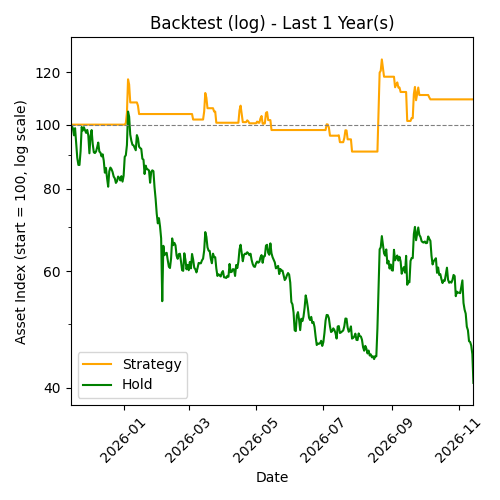 Backtest (log) - Last 1 Year(s)
Asset Index (start = 100, log scale)
120
100
80
60
40
Strategy
Hold
2026-01
2026-03
2026-05
2026-07
2026-09
2026-11
Date